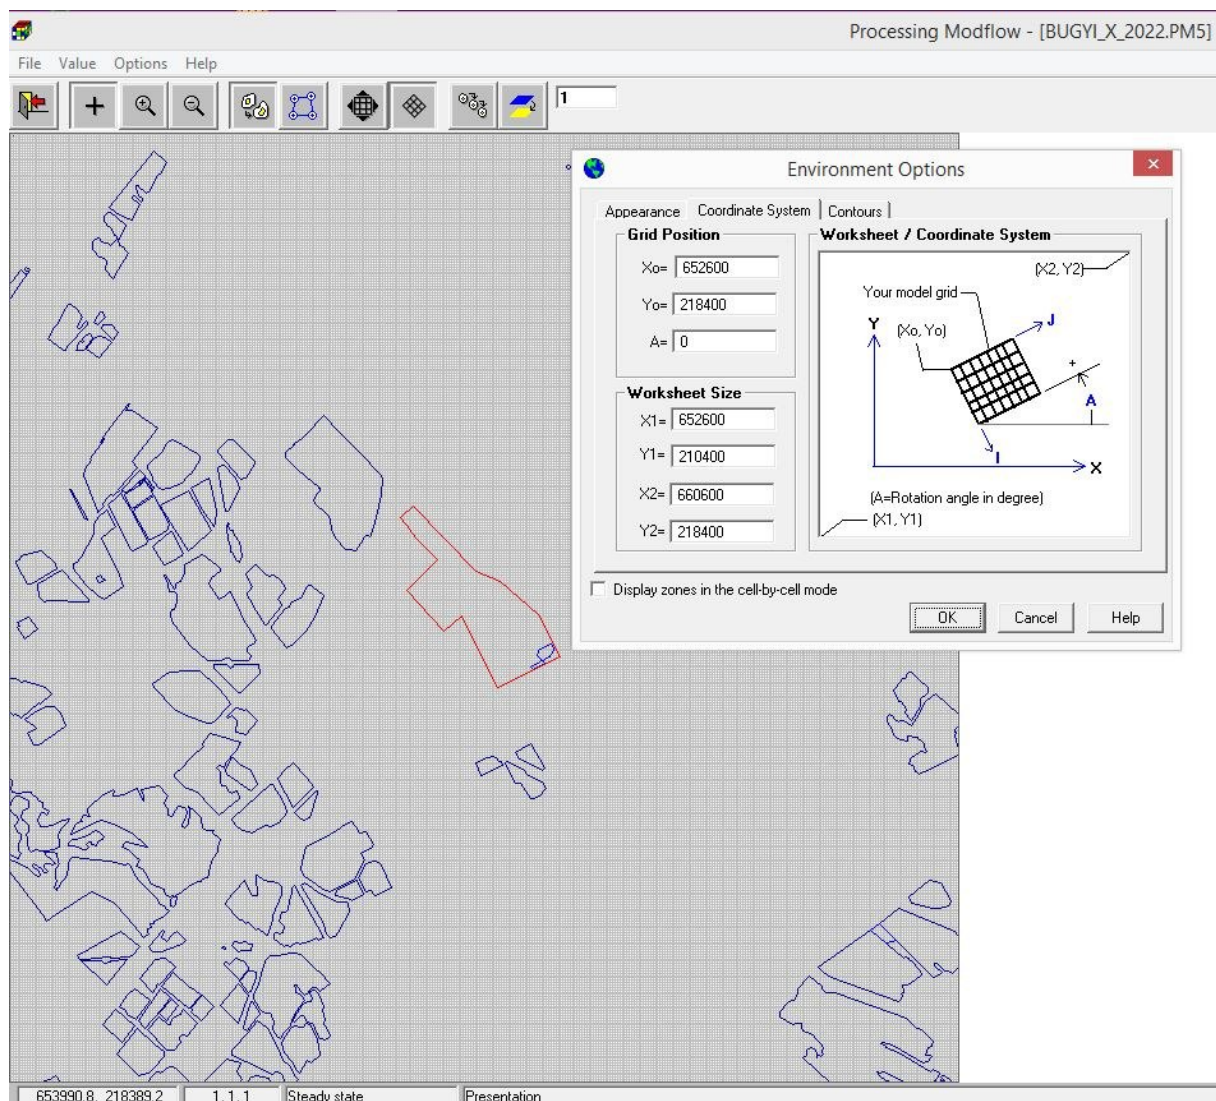 Processing Modflow - [BUGYI_X_2022.PM5]
File Value Options Help
1
Environment Options
Appearance Coordinate System Contours
Grid Position
Xo= 652600
Yo= 218400
A= 0
Worksheet Size
X1= 652600
Y1= 210400
X2= 660600
Y2= 218400
Worksheet / Coordinate System
(X2, Y2)
Your model grid
Y
(Xo, Yo)
J
+
A
I
X
(A=Rotation angle in degree)
(X1, Y1)
Display zones in the cell-by-cell mode
OK Cancel Help
653990.8, 218389.2 1, 1, 1 Steady state Presentation